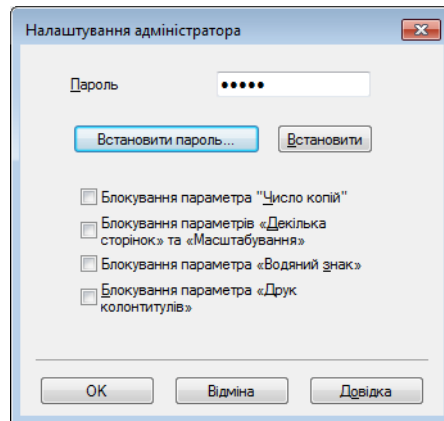 Налаштування адміністратора
Пароль
•••••
Встановити пароль...
Встановити
Блокування параметра "Число копій"
Блокування параметрів «Декілька
сторінок» та «Масштабування»
Блокування параметра «Водяний знак»
Блокування параметра «Друк
колонтитулів»
OK
Відміна
Довідка